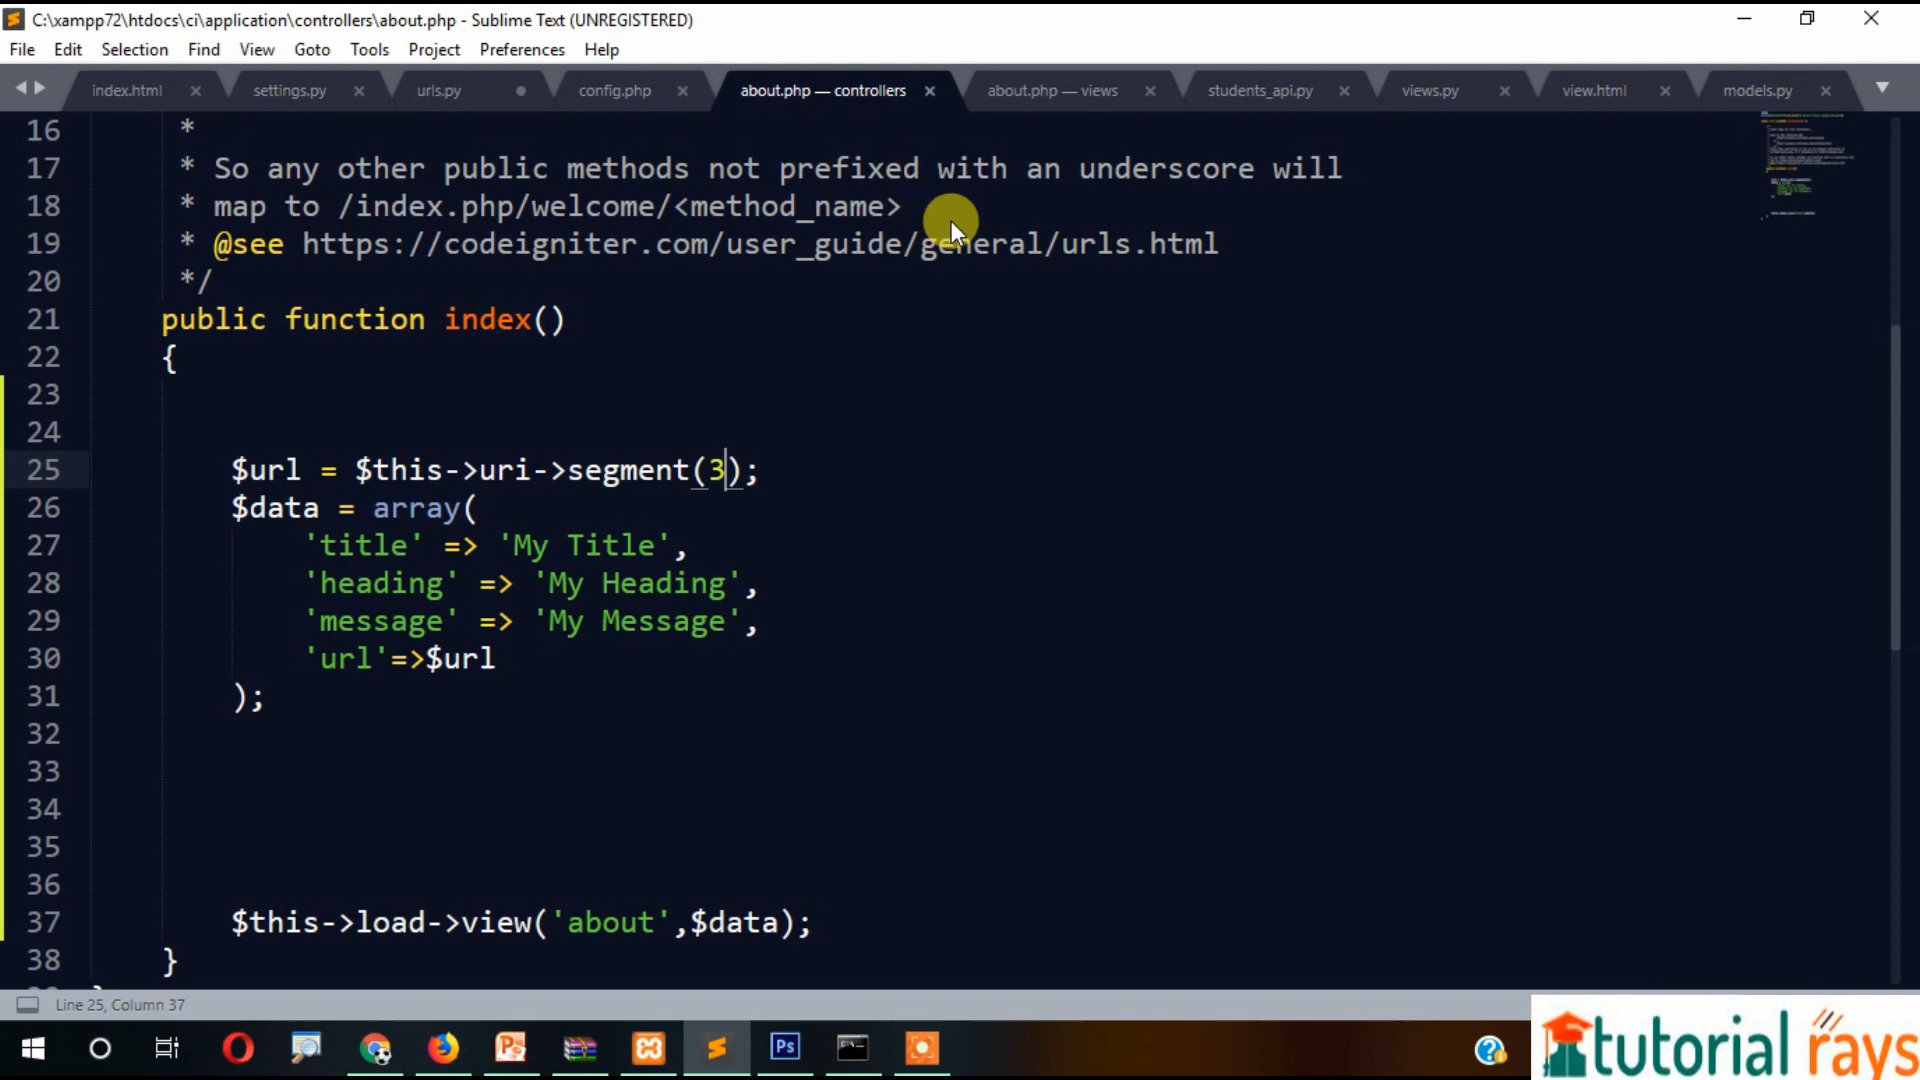 C:\xampp72\htdocs\ci\application\controllers\about.php - Sublime Text (UNREGISTERED)
File Edit Selection Find View Goto Tools Project Preferences Help
index.html settings.py urls.py config.php about.php — controllers about.php — views students_api.py views.py view.html models.py
16 *
17 * So any other public methods not prefixed with an underscore will
18 * map to /index.php/welcome/<method_name>
19 * @see https://codeigniter.com/user_guide/general/urls.html
20 */
21 public function index()
22 {
23
24
25 $url = $this->uri->segment(3);
26 $data = array(
27 'title' => 'My Title',
28 'heading' => 'My Heading',
29 'message' => 'My Message',
30 'url'=>$url
31 );
32
33
34
35
36
37 $this->load->view('about',$data);
38 }
Line 25, Column 37
Ps
tutorial rays